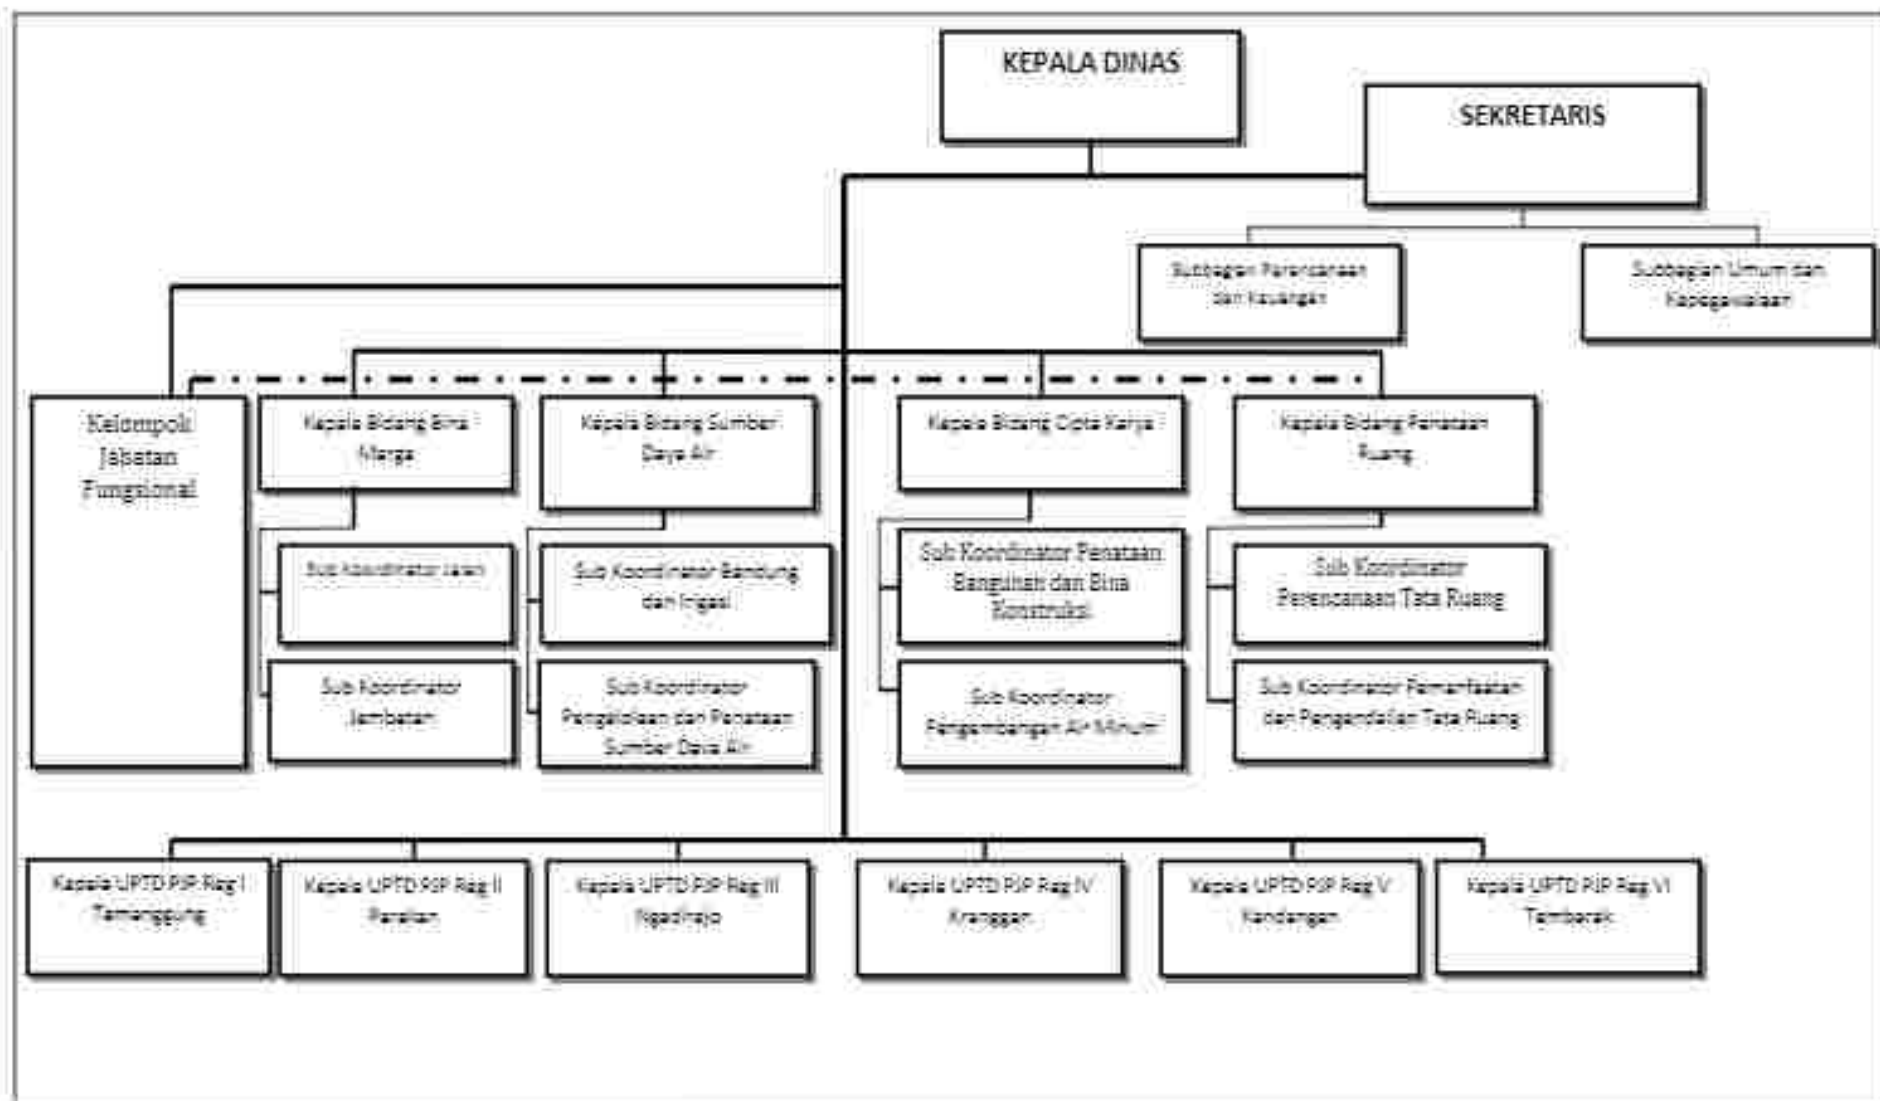 KEPALA DINAS
SEKRETARIS
Subbagian Perencanaan
dan Keuangan
Subbagian Umum dan
Kepegawaiaan
Kelompok
Jabatan
Fungsional
Kepala Bidang Bina
Marga
Kepala Bidang Sumber
Daya Air
Kepala Bidang Cipta Karya
Kepala Bidang Penataan
Ruang
Sub Koordinator Jalan
Sub Koordinator Bendung
dan Irigasi
Sub Koordinator Penataan
Bangunan dan Bina
Konstruksi
Sub Koordinator
Perencanaan Tata Ruang
Sub Koordinator
Jembatan
Sub Koordinator
Pengelolaan dan Penataan
Sumber Daya Air
Sub Koordinator
Pengembangan Air Minum
Sub Koordinator Pemanfaatan
dan Pengendalian Tata Ruang
Kepala UPTD PJP Reg I
Temanggung
Kepala UPTD PJP Reg II
Parakan
Kepala UPTD PJP Reg III
Ngadirejo
Kepala UPTD PJP Reg IV
Kranggan
Kepala UPTD PJP Reg V
Kandangan
Kepala UPTD PJP Reg VI
Tembarak